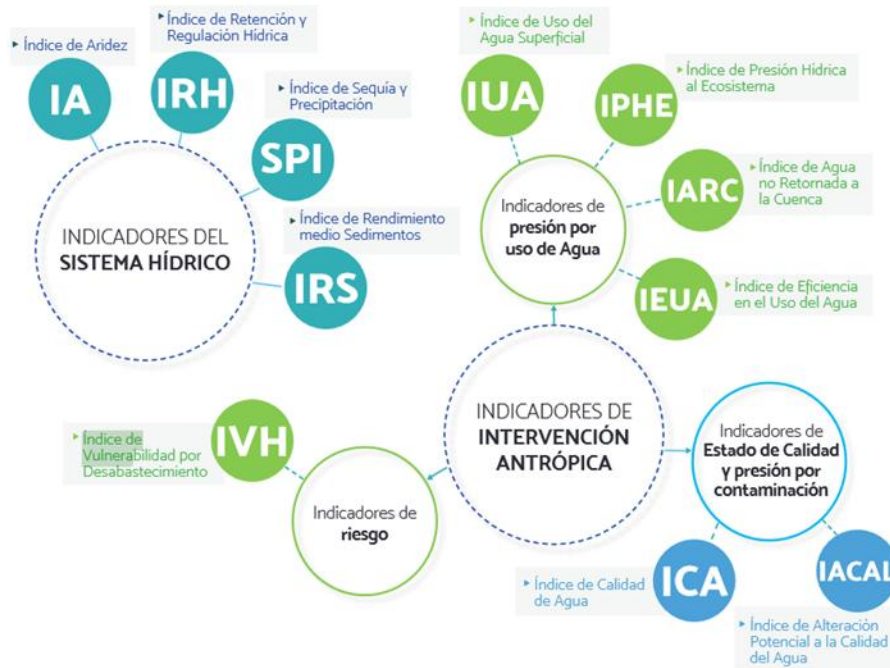 Índice de Aridez
IA
Índice de Retención y
Regulación Hídrica
IRH
Índice de Sequía y
Precipitación
SPI
Índice de Rendimiento
medio Sedimentos
IRS
INDICADORES DEL
SISTEMA HÍDRICO
Índice de Uso del
Agua Superficial
IUA
Índice de Presión Hídrica
al Ecosistema
IPHE
Índice de Agua
no Retornada a
la Cuenca
IARC
Índice de Eficiencia
en el Uso del Agua
IEUA
Indicadores de
presión por
uso de Agua
INDICADORES DE
INTERVENCIÓN
ANTRÓPICA
Índice de
Vulnerabilidad por
Desabastecimiento
IVH
Indicadores de
riesgo
Indicadores de
Estado de Calidad
y presión por
contaminación
Índice de Calidad
de Agua
ICA
IACAL
Índice de Alteración
Potencial a la Calidad
del Agua